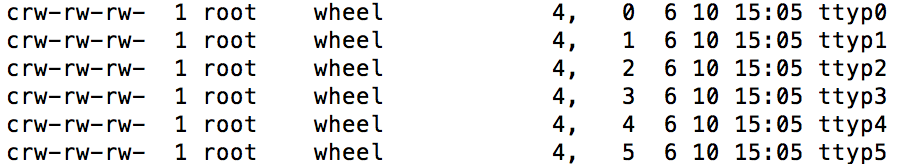 crw-rw-rw-  1 root    wheel            4,   0  6 10 15:05 ttyp0
crw-rw-rw-  1 root    wheel            4,   1  6 10 15:05 ttyp1
crw-rw-rw-  1 root    wheel            4,   2  6 10 15:05 ttyp2
crw-rw-rw-  1 root    wheel            4,   3  6 10 15:05 ttyp3
crw-rw-rw-  1 root    wheel            4,   4  6 10 15:05 ttyp4
crw-rw-rw-  1 root    wheel            4,   5  6 10 15:05 ttyp5